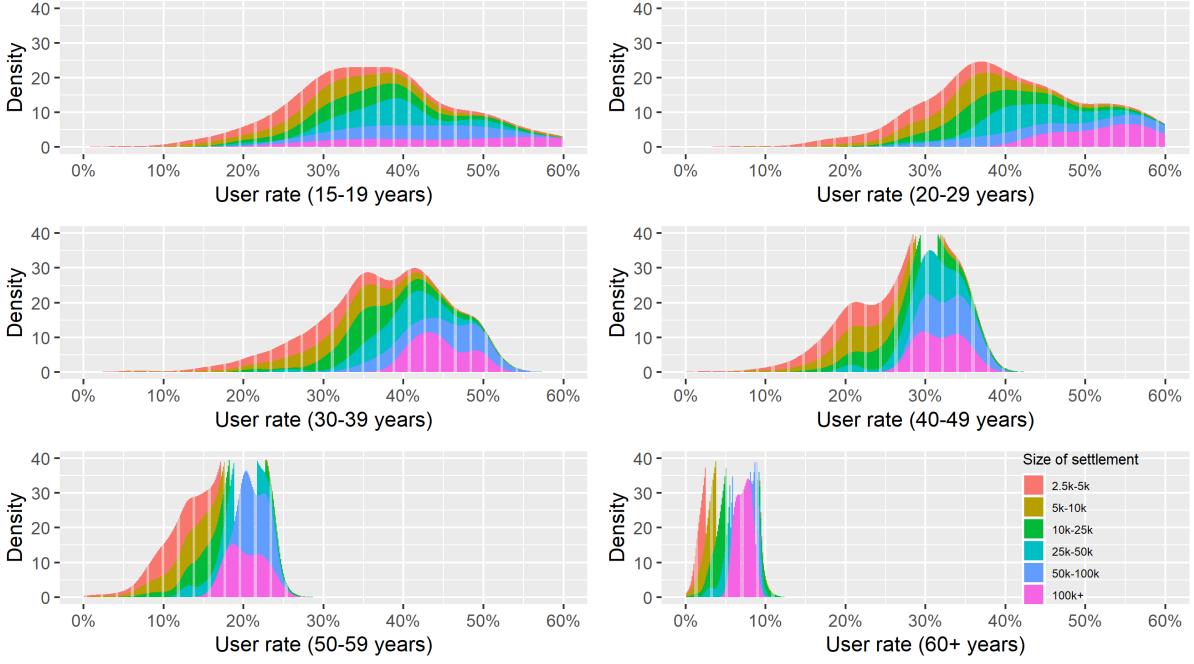 Density
40
30
20
10
0
0% 10% 20% 30% 40% 50% 60%
User rate (15-19 years)
Density
40
30
20
10
0
0% 10% 20% 30% 40% 50% 60%
User rate (20-29 years)
Density
40
30
20
10
0
0% 10% 20% 30% 40% 50% 60%
User rate (30-39 years)
Density
40
30
20
10
0
0% 10% 20% 30% 40% 50% 60%
User rate (40-49 years)
Density
40
30
20
10
0
0% 10% 20% 30% 40% 50% 60%
User rate (50-59 years)
Density
40
30
20
10
0
0% 10% 20% 30% 40% 50% 60%
User rate (60+ years)
Size of settlement
2.5k-5k
5k-10k
10k-25k
25k-50k
50k-100k
100k+